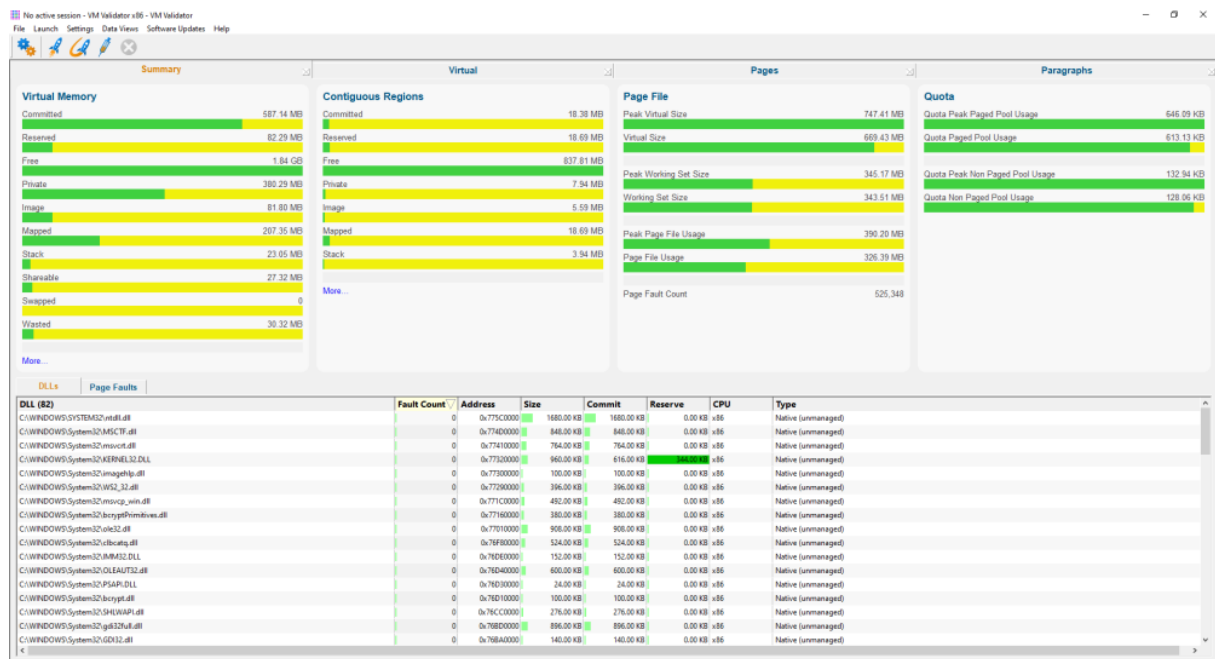 No active session - VM Validator x86 - VM Validator
File Launch Settings Data Views Software Updates Help
Summary Virtual Pages Paragraphs
Virtual Memory
Committed 587.14 MB
Reserved 82.29 MB
Free 1.84 GB
Private 380.29 MB
Image 81.80 MB
Mapped 207.35 MB
Stack 23.05 MB
Shareable 27.32 MB
Swapped 0
Wasted 30.32 MB
More...
Contiguous Regions
Committed 18.38 MB
Reserved 18.69 MB
Free 837.81 MB
Private 7.94 MB
Image 5.59 MB
Mapped 18.69 MB
Stack 3.94 MB
More...
Page File
Peak Virtual Size 747.41 MB
Virtual Size 669.43 MB
Peak Working Set Size 345.17 MB
Working Set Size 343.51 MB
Peak Page File Usage 390.20 MB
Page File Usage 326.39 MB
Page Fault Count 525,348
Quota
Quota Peak Paged Pool Usage 646.09 KB
Quota Paged Pool Usage 613.13 KB
Quota Peak Non Paged Pool Usage 132.94 KB
Quota Non Paged Pool Usage 128.06 KB
DLLs Page Faults
DLL (82) Fault Count Address Size Commit Reserve CPU Type
C:\WINDOWS\SYSTEM32\ntdll.dll 0 0x775C0000 1680.00 KB 1680.00 KB 0.00 KB x86 Native (unmanaged)
C:\WINDOWS\System32\MSCTF.dll 0 0x774D0000 848.00 KB 848.00 KB 0.00 KB x86 Native (unmanaged)
C:\WINDOWS\System32\msvcrt.dll 0 0x77410000 764.00 KB 764.00 KB 0.00 KB x86 Native (unmanaged)
C:\WINDOWS\System32\KERNEL32.DLL 0 0x77320000 960.00 KB 616.00 KB 344.00 KB x86 Native (unmanaged)
C:\WINDOWS\System32\imagehlp.dll 0 0x77300000 100.00 KB 100.00 KB 0.00 KB x86 Native (unmanaged)
C:\WINDOWS\System32\WS2_32.dll 0 0x77290000 396.00 KB 396.00 KB 0.00 KB x86 Native (unmanaged)
C:\WINDOWS\System32\msvcp_win.dll 0 0x771C0000 492.00 KB 492.00 KB 0.00 KB x86 Native (unmanaged)
C:\WINDOWS\System32\bcryptPrimitives.dll 0 0x77160000 380.00 KB 380.00 KB 0.00 KB x86 Native (unmanaged)
C:\WINDOWS\System32\ole32.dll 0 0x77010000 908.00 KB 908.00 KB 0.00 KB x86 Native (unmanaged)
C:\WINDOWS\System32\clbcatq.dll 0 0x76F80000 524.00 KB 524.00 KB 0.00 KB x86 Native (unmanaged)
C:\WINDOWS\System32\IMM32.DLL 0 0x76DE0000 152.00 KB 152.00 KB 0.00 KB x86 Native (unmanaged)
C:\WINDOWS\System32\OLEAUT32.dll 0 0x76D40000 600.00 KB 600.00 KB 0.00 KB x86 Native (unmanaged)
C:\WINDOWS\System32\PSAPI.DLL 0 0x76D30000 24.00 KB 24.00 KB 0.00 KB x86 Native (unmanaged)
C:\WINDOWS\System32\bcrypt.dll 0 0x76D10000 100.00 KB 100.00 KB 0.00 KB x86 Native (unmanaged)
C:\WINDOWS\System32\SHLWAPI.dll 0 0x76CC0000 276.00 KB 276.00 KB 0.00 KB x86 Native (unmanaged)
C:\WINDOWS\System32\gdi32full.dll 0 0x76BD0000 896.00 KB 896.00 KB 0.00 KB x86 Native (unmanaged)
C:\WINDOWS\System32\GDI32.dll 0 0x76BA0000 140.00 KB 140.00 KB 0.00 KB x86 Native (unmanaged)